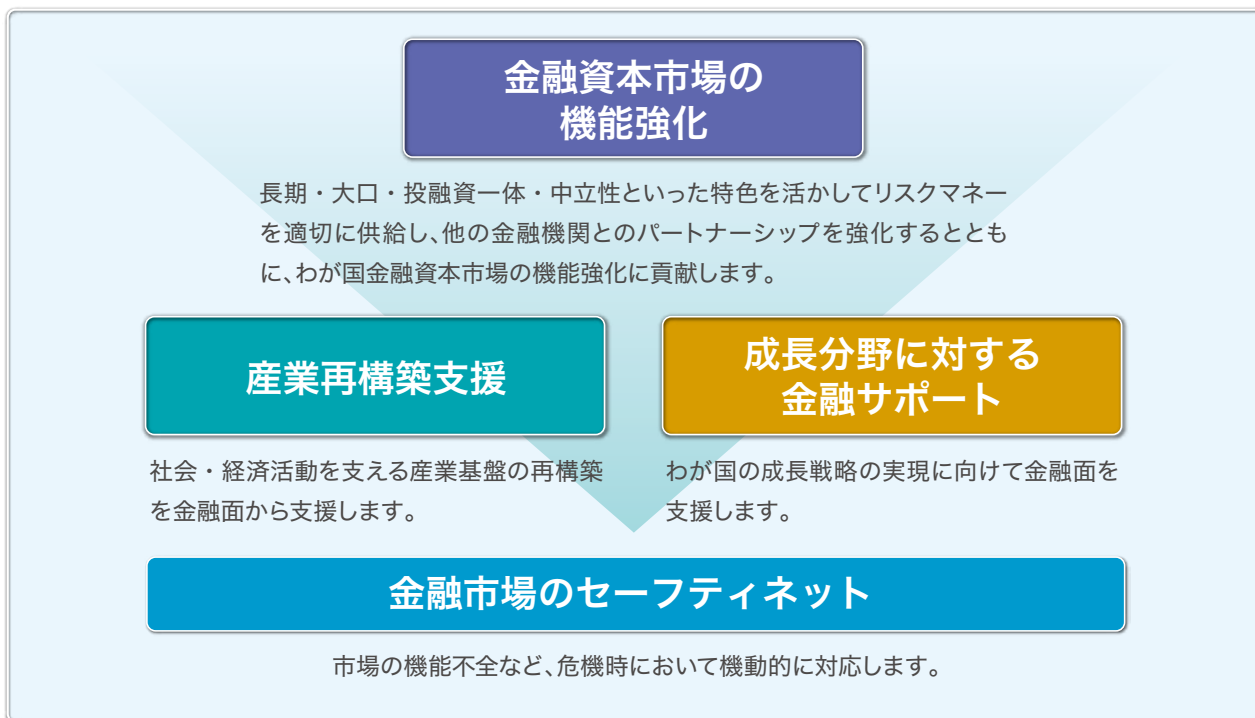 金融資本市場の
機能強化
長期・大口・投融資一体・中立性といった特色を活かしてリスクマネー
を適切に供給し、他の金融機関とのパートナーシップを強化するととも
に、わが国金融資本市場の機能強化に貢献します。
産業再構築支援
社会・経済活動を支える産業基盤の再構築
を金融面から支援します。
成長分野に対する
金融サポート
わが国の成長戦略の実現に向けて金融面を
支援します。
金融市場のセーフティネット
市場の機能不全など、危機時において機動的に対応します。